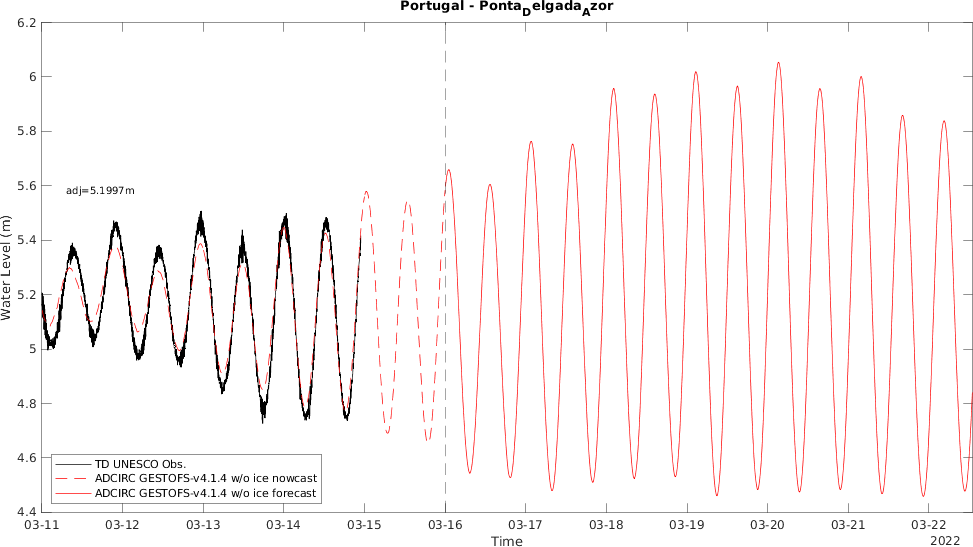 Portugal - PontaDelgadaAzor
6.2
6
5.8
5.6
5.4
5.2
5
4.8
4.6
4.4
Water Level (m)
adj=5.1997m
TD UNESCO Obs.
ADCIRC GESTOFS-v4.1.4 w/o ice nowcast
ADCIRC GESTOFS-v4.1.4 w/o ice forecast
03-11 03-12 03-13 03-14 03-15 03-16 03-17 03-18 03-19 03-20 03-21 03-22
Time
2022